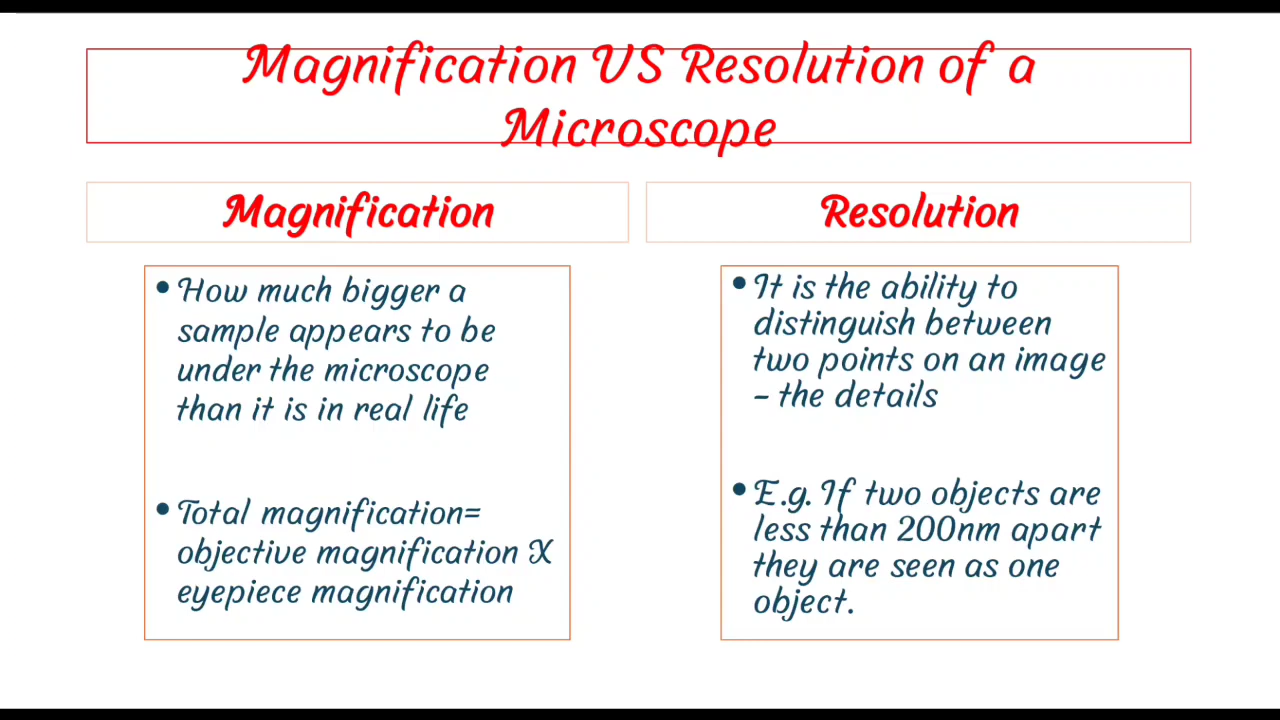 Magnification VS Resolution of a
Microscope
Magnification
Resolution
• How much bigger a
sample appears to be
under the microscope
than it is in real life
• Total magnification=
objective magnification X
eyepiece magnification
• It is the ability to
distinguish between
two points on an image
– the details
• E.g. If two objects are
less than 200nm apart
they are seen as one
object.